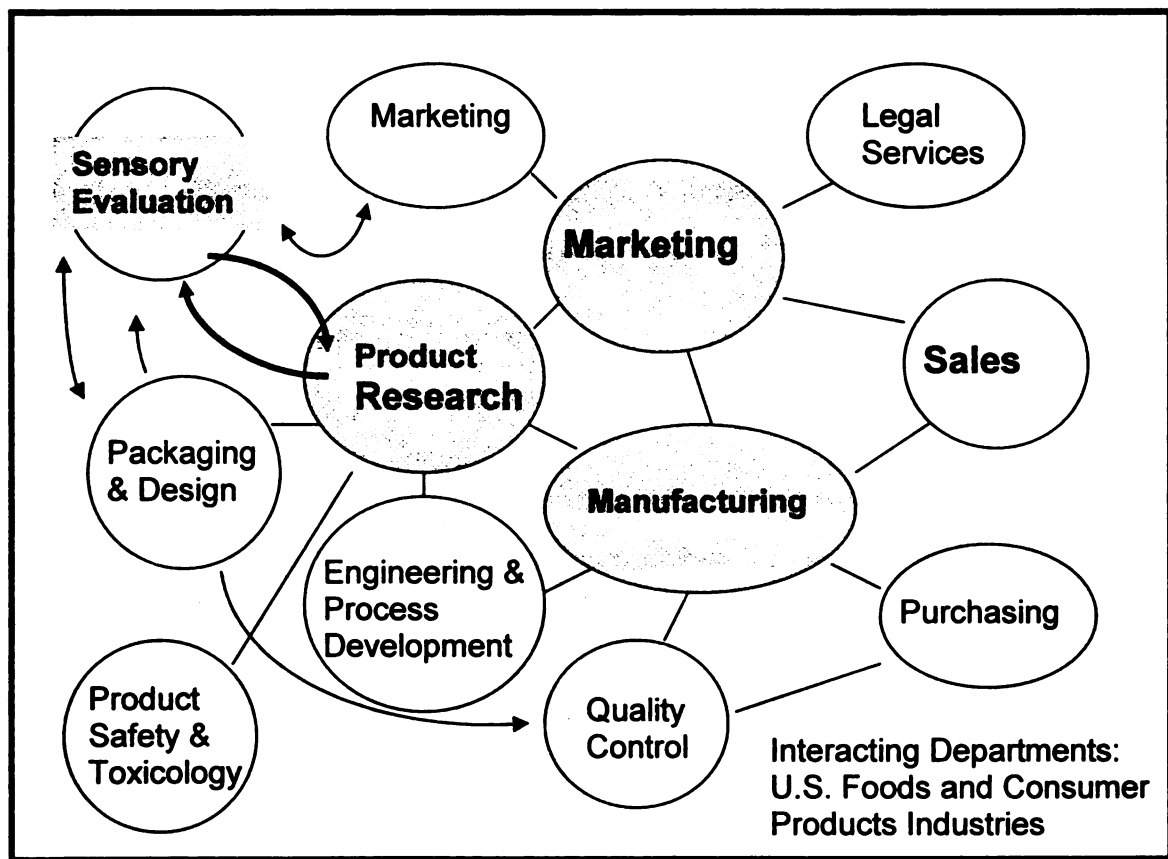 Marketing
Legal
Services
Sensory
Evaluation
Marketing
Product
Research
Sales
Packaging
& Design
Manufacturing
Engineering &
Process
Development
Purchasing
Product
Safety &
Toxicology
Quality
Control
Interacting Departments:
U.S. Foods and Consumer
Products Industries